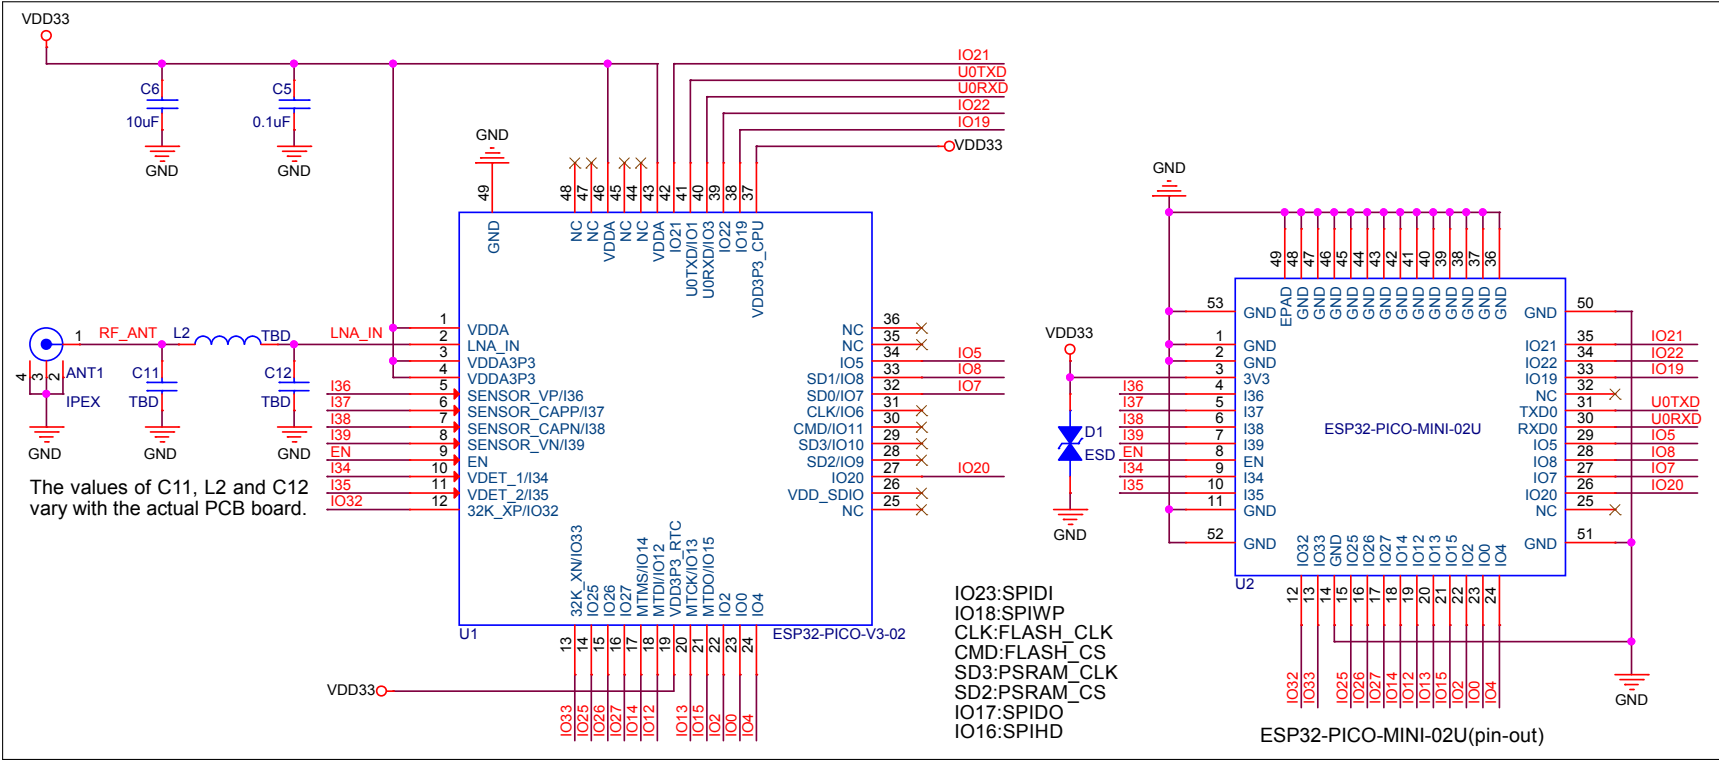 VDD33
C6
10uF
GND
C5
0.1uF
GND
GND
IO21
U0TXD
U0RXD
IO22
IO19
VDD33
49 48 47 46 45 44 43 42 41 40 39 38 37
GND NC NC VDDA NC NC VDDA IO21 U0TXD/IO1 U0RXD/IO3 IO22 IO19 VDD3P3_CPU
1 RF_ANT L2 TBD LNA_IN
4 3 2 ANT1
IPEX
GND
C11
TBD
GND
C12
TBD
GND
The values of C11, L2 and C12
vary with the actual PCB board.
1 VDDA
2 LNA_IN
3 VDDA3P3
4 VDDA3P3
I36 5 SENSOR_VP/I36
I37 6 SENSOR_CAPP/I37
I38 7 SENSOR_CAPN/I38
I39 8 SENSOR_VN/I39
EN 9 EN
I34 10 VDET_1/I34
I35 11 VDET_2/I35
IO32 12 32K_XP/IO32
NC 36
NC 35
IO5 34 IO5
SD1/IO8 33 IO8
SD0/IO7 32 IO7
CLK/IO6 31
CMD/IO11 30
SD3/IO10 29
SD2/IO9 28
IO20 27 IO20
VDD_SDIO 26
NC 25
32K_XN/IO33 IO25 IO26 IO27 MTMS/IO14 MTDI/IO12 VDD3P3_RTC MTCK/IO13 MTDO/IO15 IO2 IO0 IO4
U1
ESP32-PICO-V3-02
13 14 15 16 17 18 19 20 21 22 23 24
VDD33
IO33 IO25 IO26 IO27 IO14 IO12 IO13 IO15 IO2 IO0 IO4
IO23:SPIDI
IO18:SPIWP
CLK:FLASH_CLK
CMD:FLASH_CS
SD3:PSRAM_CLK
SD2:PSRAM_CS
IO17:SPIDO
IO16:SPIHD
GND
49 48 47 46 45 44 43 42 41 40 39 38 37 36
EPAD GND GND GND GND GND GND GND GND GND GND GND GND GND
VDD33
D1
ESD
GND
53 GND
1 GND
2 GND
3 3V3
I36 4 I36
I37 5 I37
I38 6 I38
I39 7 I39
EN 8 EN
I34 9 I34
I35 10 I35
11 GND
52 GND
ESP32-PICO-MINI-02U
GND 50
IO21 35 IO21
IO22 34 IO22
IO19 33 IO19
NC 32
TXD0 31 U0TXD
RXD0 30 U0RXD
IO5 29 IO5
IO8 28 IO8
IO7 27 IO7
IO20 26 IO20
NC 25
GND 51
IO32 IO33 GND IO25 IO26 IO27 IO14 IO12 IO13 IO15 IO2 IO0 IO4
U2
12 13 14 15 16 17 18 19 20 21 22 23 24
IO32 IO33 IO25 IO26 IO27 IO14 IO12 IO13 IO15 IO2 IO0 IO4
GND
ESP32-PICO-MINI-02U(pin-out)